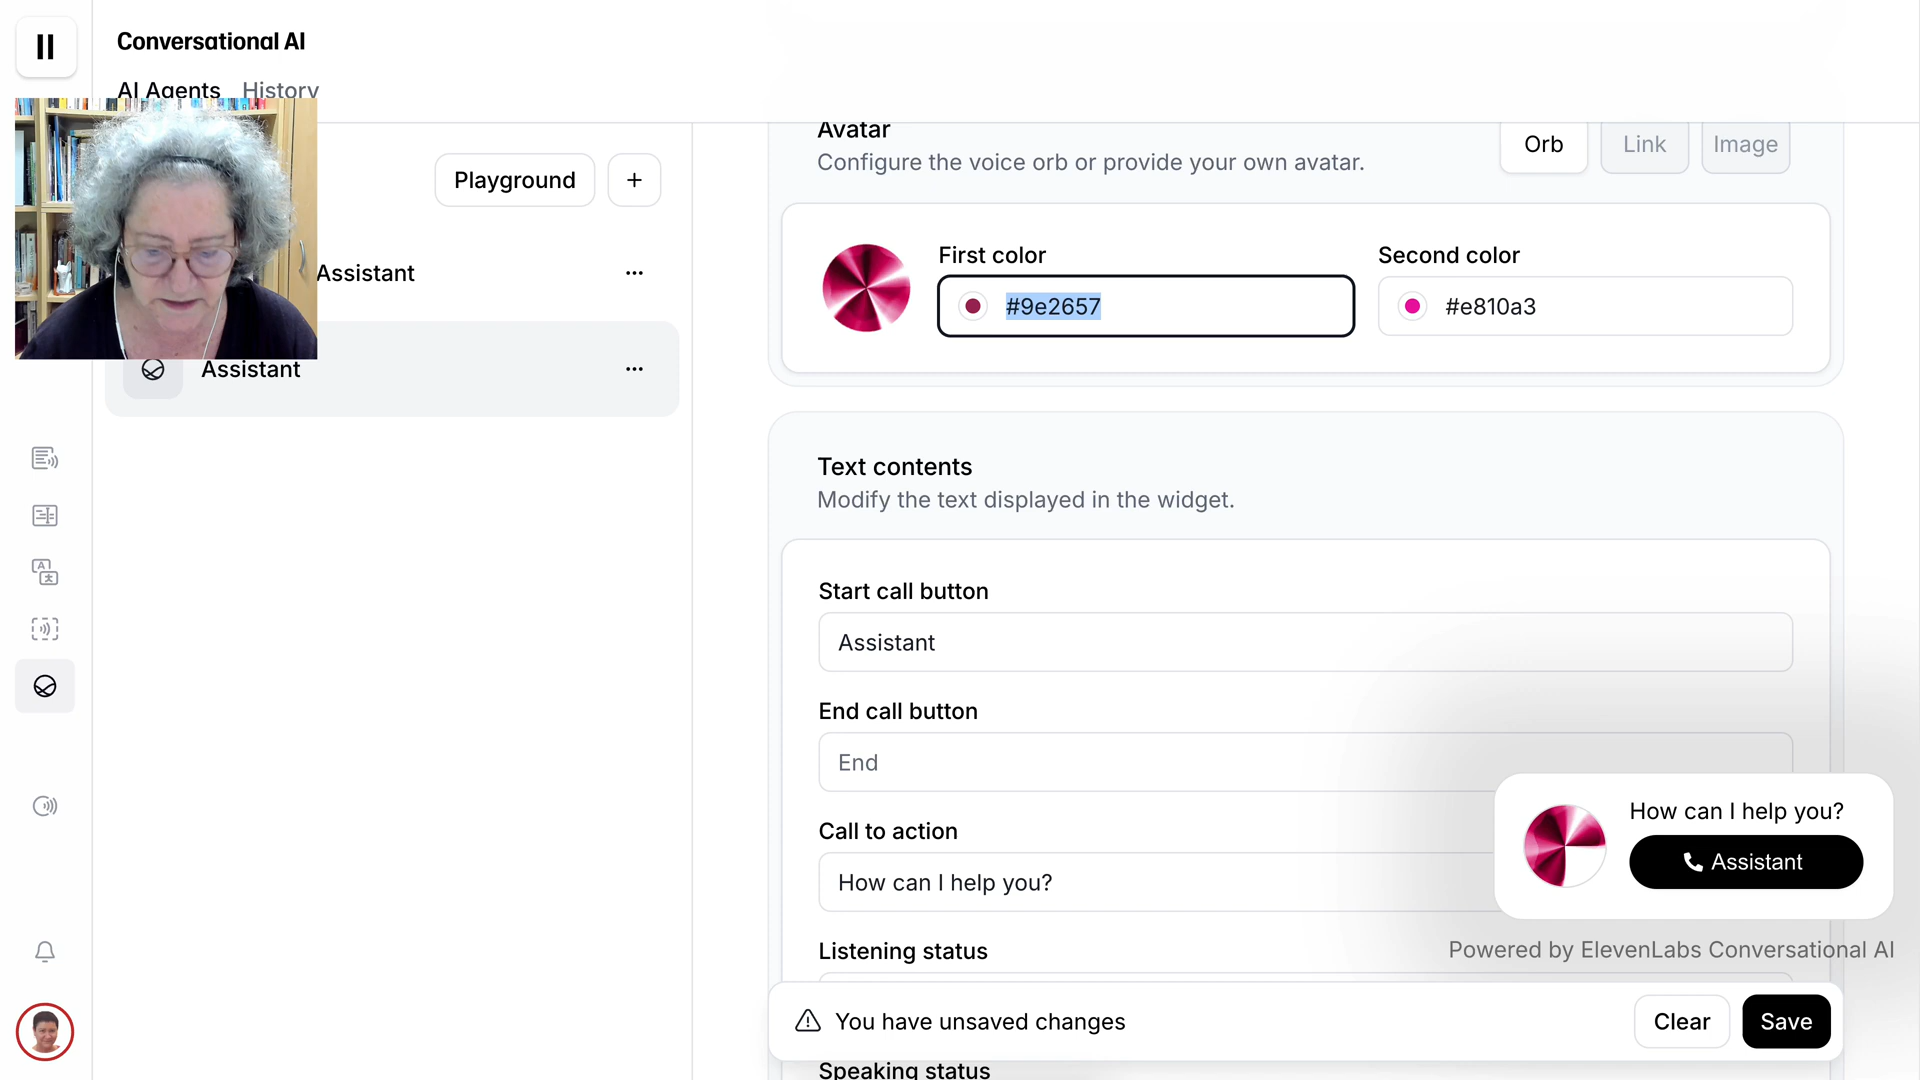 Conversational AI
AI Agents
History
Playground
+
Assistant
Assistant
Avatar
Configure the voice orb or provide your own avatar.
Orb
Link
Image
First color
#9e2657
Second color
#e810a3
Text contents
Modify the text displayed in the widget.
Start call button
Assistant
End call button
End
Call to action
How can I help you?
Listening status
How can I help you?
Assistant
Powered by ElevenLabs Conversational AI
You have unsaved changes
Clear
Save
Speaking status